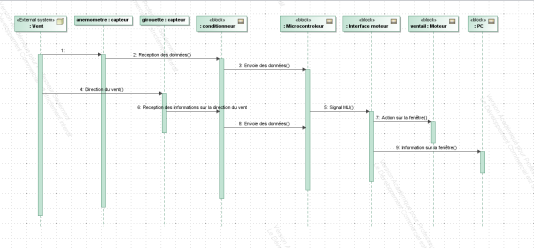 «External system»
: Vent
anemometre : capteur
girouette : capteur
«block»
: conditionneur
«block»
: Microcontroleur
«block»
: Interface moteur
«block»
ventail : Moteur
«block»
: PC
1:
2: Reception des données()
3: Envoie des données()
4: Direction du vent()
6: Reception des informations sur la direction du vent
5: Signal MLI()
7: Action sur la fenêtre()
8: Envoie des données()
9: Information sur la fenêtre()